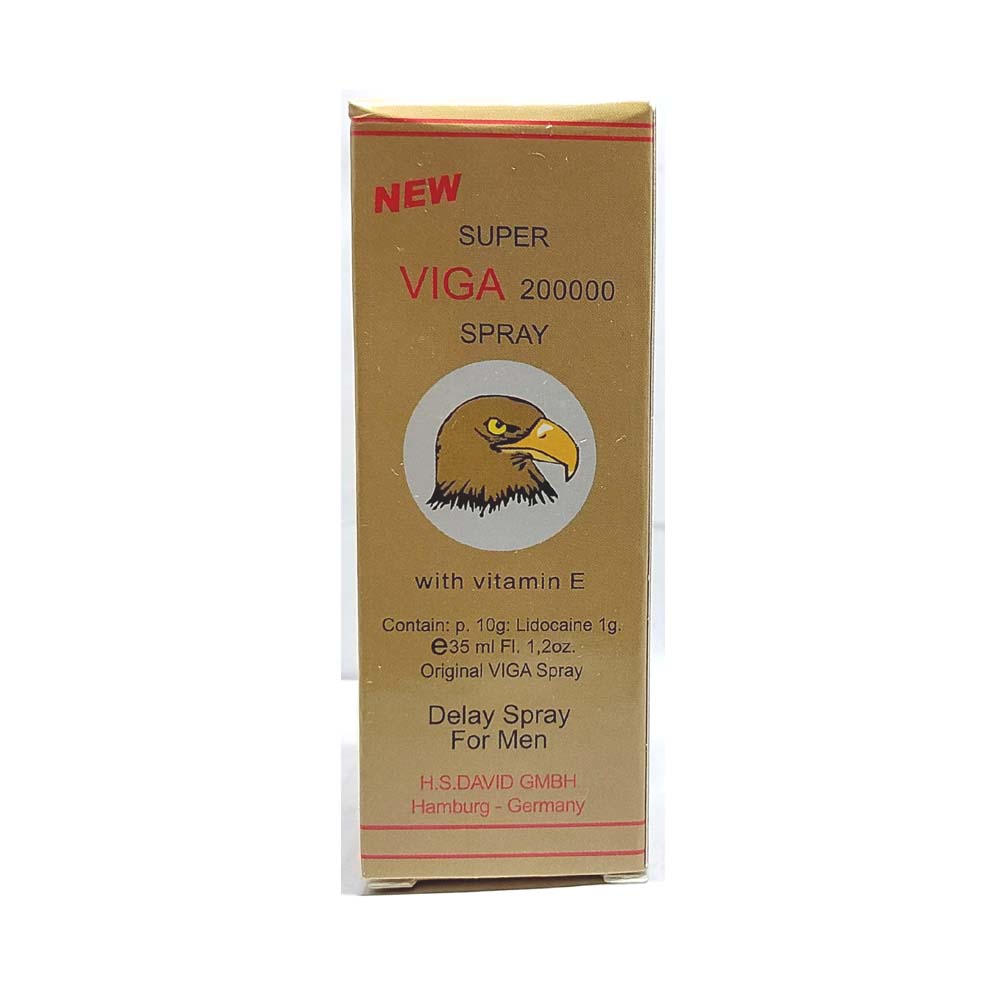 NEW
SUPER
VIGA 200000
SPRAY
with vitamin E
Contain: p. 10g: Lidocaine 1g.
e35 ml Fl. 1,2oz.
Original VIGA Spray
Delay Spray
For Men
H.S.DAVID GMBH
Hamburg - Germany